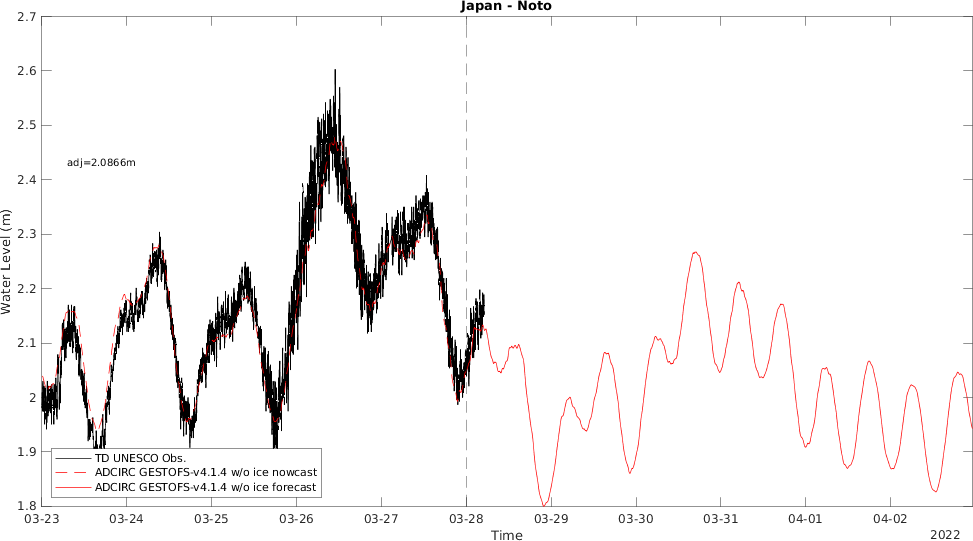 Japan - Noto
2.7
2.6
2.5
2.4
2.3
2.2
2.1
2
1.9
1.8
Water Level (m)
adj=2.0866m
TD UNESCO Obs.
ADCIRC GESTOFS-v4.1.4 w/o ice nowcast
ADCIRC GESTOFS-v4.1.4 w/o ice forecast
03-23 03-24 03-25 03-26 03-27 03-28 03-29 03-30 03-31 04-01 04-02
Time
2022